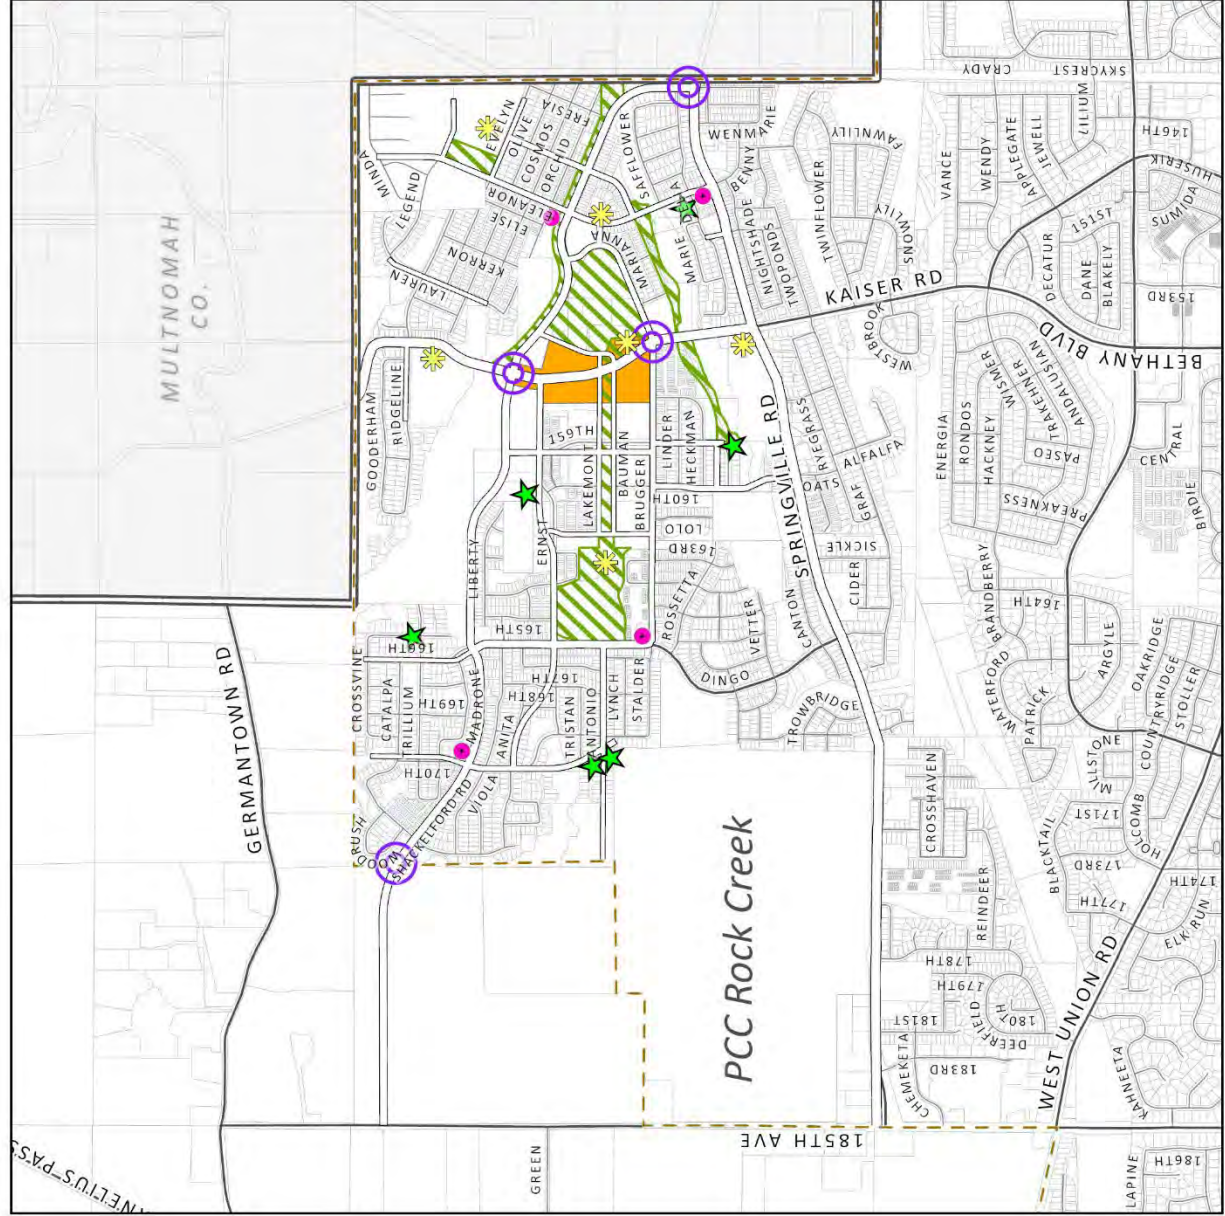 CRADY
SKYCREST
LILIUM
146TH
HUSERIK
SUMIDA
EVELYN
OLIVE
FRESIA
COSMOS
ORCHID
SAFFLOWER
WENMARIE
BENNY
PAWNLILY
TWINFLOWER
SNOWLILY
VANCE
WENDY
APPLEGATE
JEWELL
151ST
DECATUR
DANE
BLAKELY
153RD
MINDA
LEGEND
ELEANOR
ELISE
KERRON
LAUREN
MARIANNA
MARIE
DELIA
NIGHTSHADE
TWOPONDS
MULTNOMAH
CO.
KAISER RD
WESTBROOK
BETHANY BLVD
GOODERHAM
RIDGELINE
159TH
LAKEMONT
BAUMAN
BRUGGER
LINDER
HECKMAN
160TH
LOLO
163RD
SPRINGVILLE RD
RYEGRASS
OATS
ALFALFA
GRAF
SICKLE
CIDER
ENERGIA
RONDOS
HACKNEY
WISMER
TRAKEHNER
ANDALUSIAN
PASEO
PREAKNESS
CENTRAL
BIRDIE
LIBERTY
ERNST
165TH
166TH
ROSSETTA
VETTER
CANTON
DINGO
TROWBRIDGE
BRANDBERRY
164TH
WATERFORD
PATRICK
ARGYLE
OAKRIDGE
COUNTRYRIDGE
STOLLER
GERMANTOWN RD
CROSSVINE
CATALPA
TRILLIUM
169TH
MADRONE
ANITA
167TH
168TH
TRISTAN
ANTONIO
LYNCH
STALDER
170TH
VIOLA
SHACKELFORD RD
WOODRUSH
MILLSTONE
HOLCOMB
171ST
173RD
174TH
177TH
BLACKTAIL
ELK RUN
CROSSHAVEN
REINDEER
178TH
179TH
180TH
181ST
DEERFIELD
183RD
CHEMEKETA
WEST UNION RD
KAHNEETA
PCC Rock Creek
185TH AVE
GREEN
186TH
LAPINE
NELIUS PASS